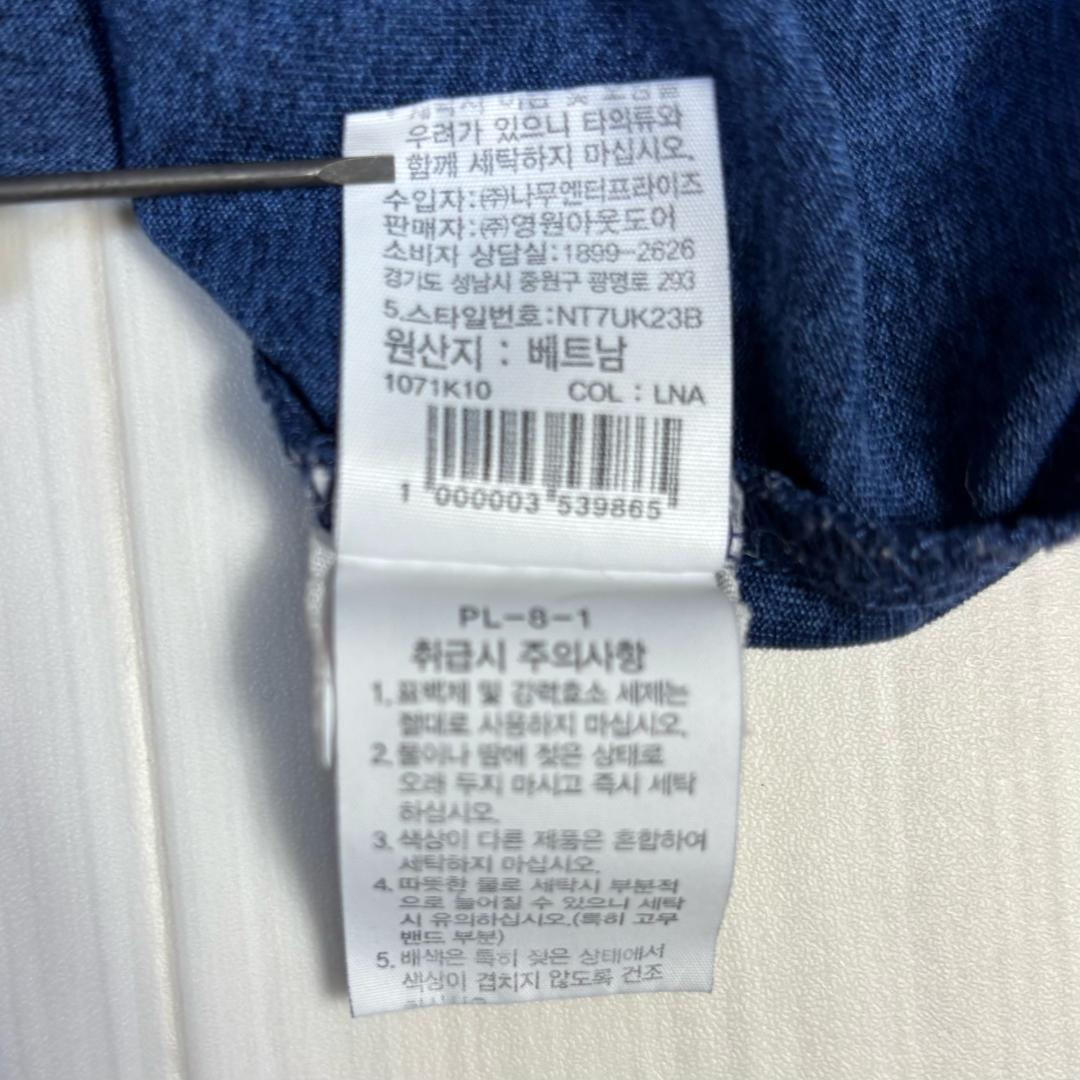 우려가 있으니 타의류와
함께 세탁하지 마십시오.
수입자:㈜나무엔터프라이즈
판매자:㈜영원아웃도어
소비자 상담실:1899-2626
경기도 성남시 중원구 광명로 293
5.스타일번호:NT7UK23B
원산지 : 베트남
1071K10 COL : LNA
1 000003 539865
PL-8-1
취급시 주의사항
1. 표백제 및 강력효소 세제는
절대로 사용하지 마십시오.
2. 물이나 땀에 젖은 상태로
오래 두지 마시고 즉시 세탁
하십시오.
3. 색상이 다른 제품은 혼합하여
세탁하지 마십시오.
4. 따뜻한 물로 세탁시 부분적
으로 늘어질 수 있으니 세탁
시 유의하십시오.(특히 고무
밴드 부분)
5. 배색은 특히 젖은 상태에서
색상이 겹치지 않도록 건조